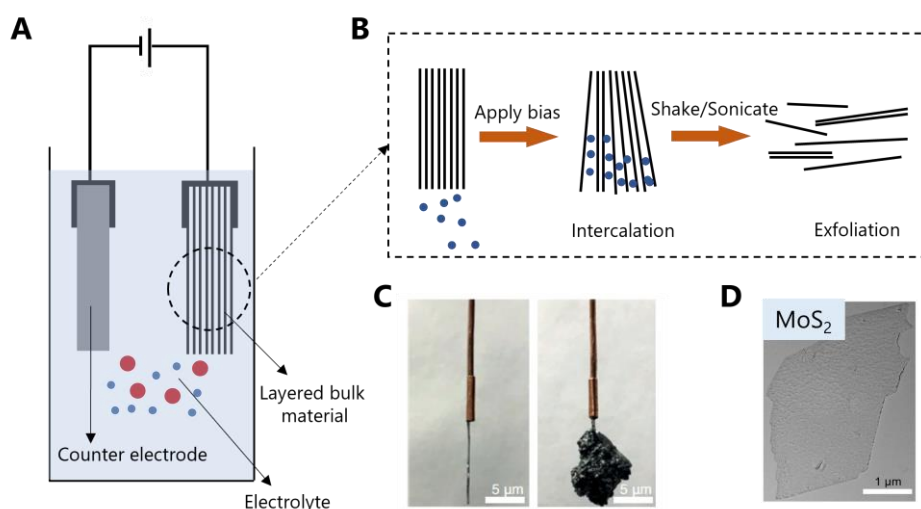 A
B
Apply bias
Shake/Sonicate
Intercalation
Exfoliation
C
D
MoS₂
Layered bulk
material
Counter electrode
Electrolyte
5 μm
5 μm
1 μm